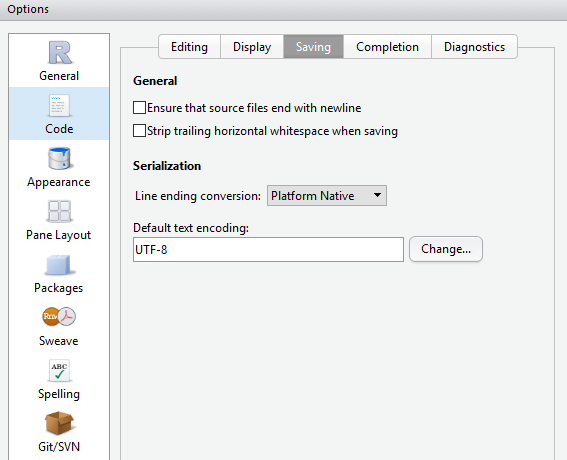 Options
R
General
Code
Appearance
Pane Layout
Packages
Rnw
Sweave
ABC
Spelling
Git/SVN
Editing
Display
Saving
Completion
Diagnostics
General
Ensure that source files end with newline
Strip trailing horizontal whitespace when saving
Serialization
Line ending conversion: Platform Native
Default text encoding:
UTF-8 Change...